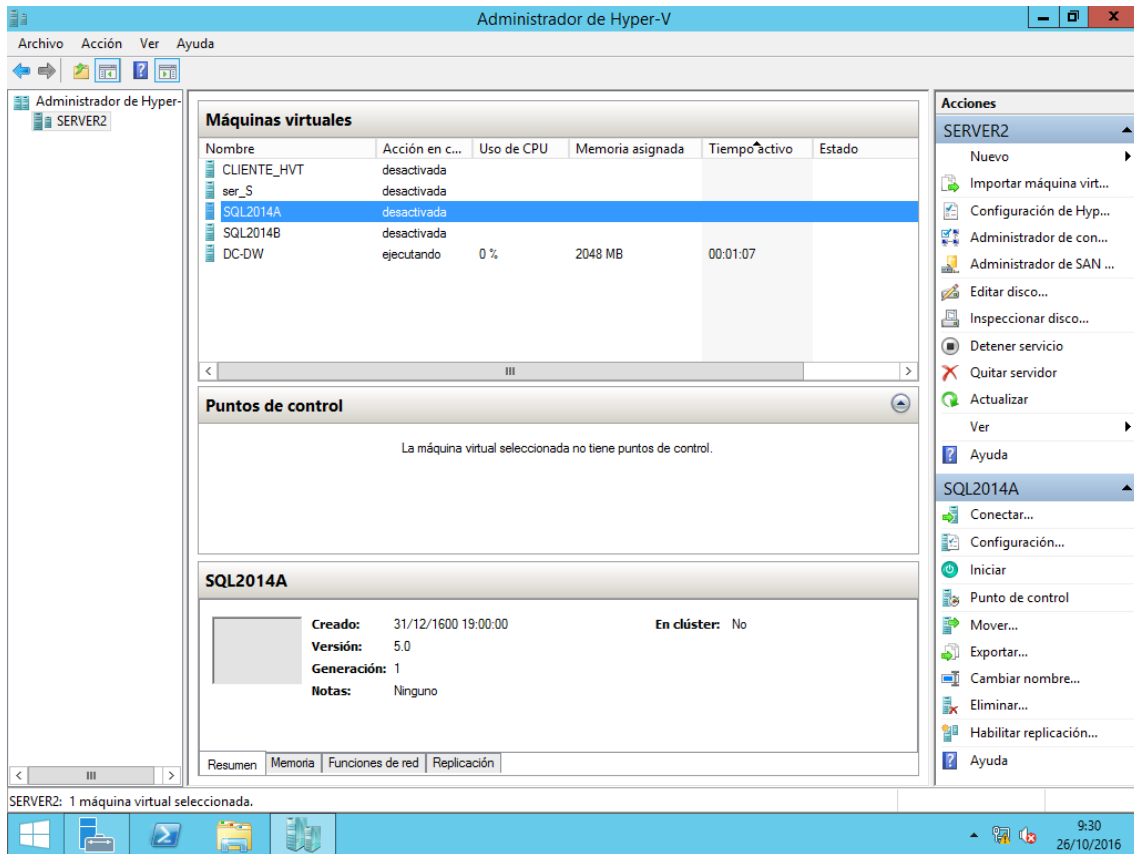 Administrador de Hyper-V
Archivo Acción Ver Ayuda
Administrador de Hyper-
SERVER2
Máquinas virtuales
Nombre Acción en c... Uso de CPU Memoria asignada Tiempo activo Estado
CLIENTE_HVT desactivada
ser_S desactivada
SQL2014A desactivada
SQL2014B desactivada
DC-DW ejecutando 0 % 2048 MB 00:01:07
Puntos de control
La máquina virtual seleccionada no tiene puntos de control.
SQL2014A
Creado: 31/12/1600 19:00:00 En clúster: No
Versión: 5.0
Generación: 1
Notas: Ninguno
Resumen Memoria Funciones de red Replicación
Acciones
SERVER2
Nuevo
Importar máquina virt...
Configuración de Hyp...
Administrador de con...
Administrador de SAN ...
Editar disco...
Inspeccionar disco...
Detener servicio
Quitar servidor
Actualizar
Ver
Ayuda
SQL2014A
Conectar...
Configuración...
Iniciar
Punto de control
Mover...
Exportar...
Cambiar nombre...
Eliminar...
Habilitar replicación...
Ayuda
SERVER2: 1 máquina virtual seleccionada.
9:30
26/10/2016